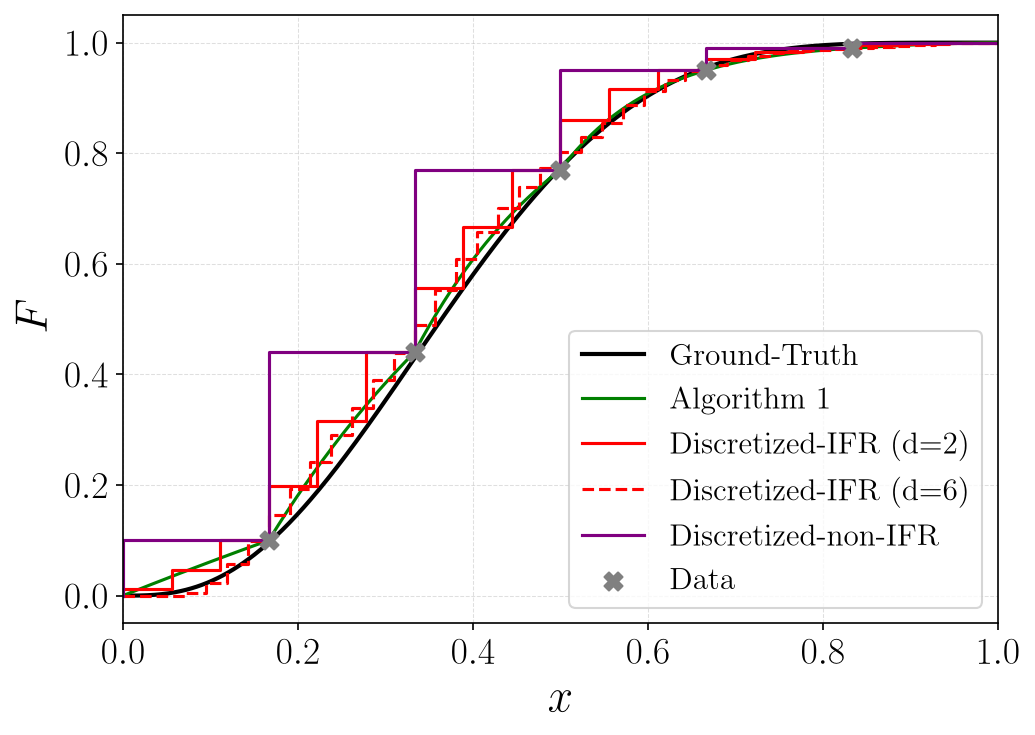 1.0
0.8
0.6
0.4
0.2
0.0
F
Ground-Truth
Algorithm 1
Discretized-IFR (d=2)
Discretized-IFR (d=6)
Discretized-non-IFR
Data
0.0 0.2 0.4 0.6 0.8 1.0
x